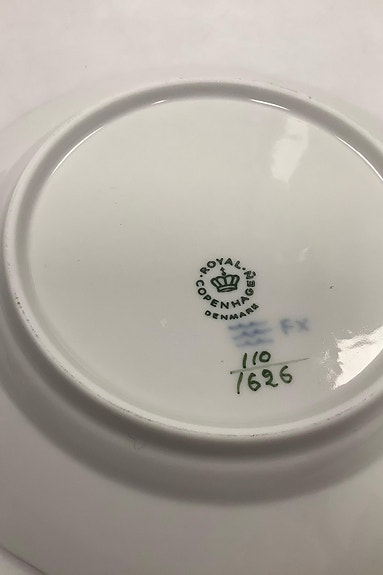 ROYAL
COPENHAGEN
DENMARK
FX
110
1626